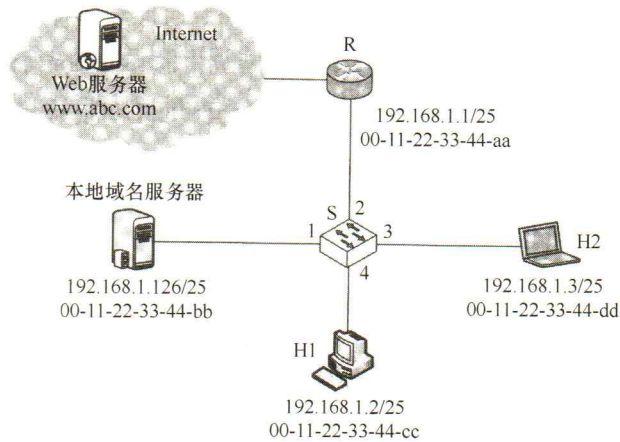 Internet
Web服务器
www.abc.com
R
192.168.1.1/25
00-11-22-33-44-aa
本地域名服务器
S
2
1
3
4
H2
192.168.1.126/25
00-11-22-33-44-bb
192.168.1.3/25
00-11-22-33-44-dd
H1
192.168.1.2/25
00-11-22-33-44-cc